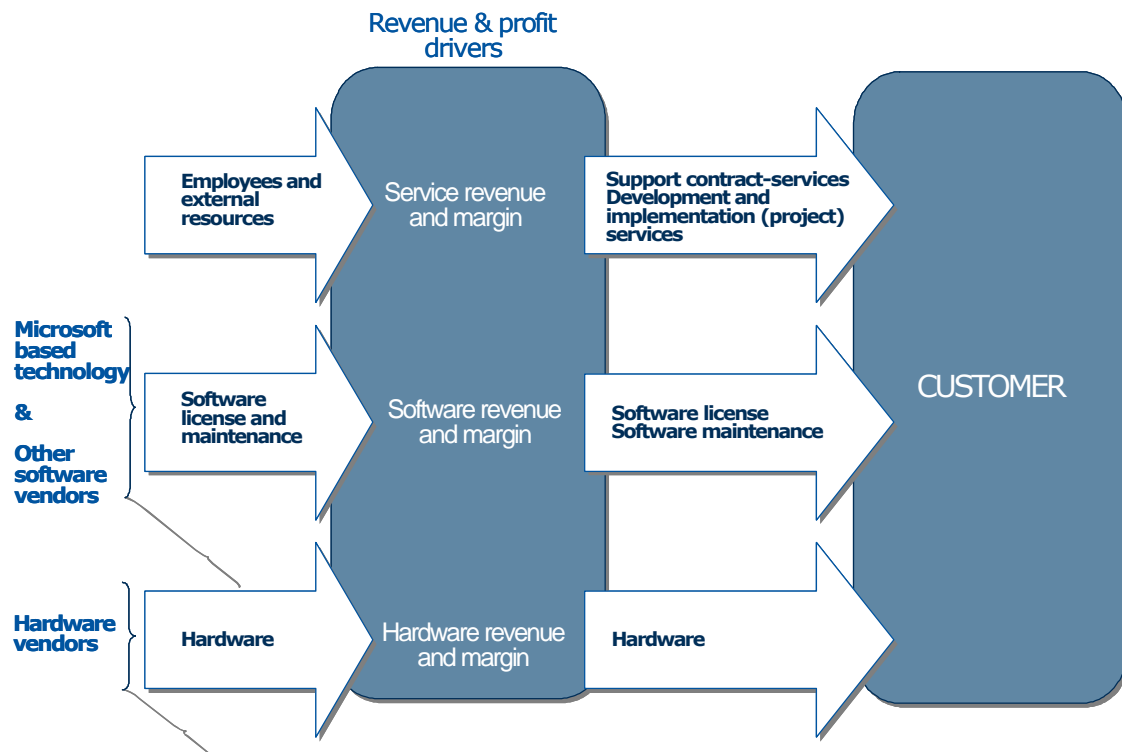 Revenue & profit
drivers
Employees and
external
resources
Service revenue
and margin
Support contract-services
Development and
implementation (project)
services
Microsoft
based
technology
&
Other
software
vendors
Software
license and
maintenance
Software revenue
and margin
Software license
Software maintenance
CUSTOMER
Hardware
vendors
Hardware
Hardware revenue
and margin
Hardware